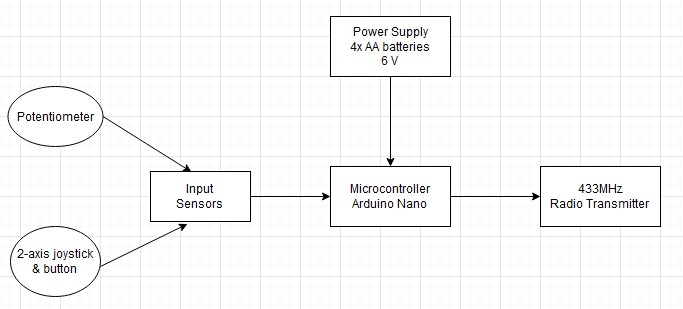 Power Supply
4x AA batteries
6 V
Potentiometer
Input
Sensors
Microcontroller
Arduino Nano
433MHz
Radio Transmitter
2-axis joystick
& button